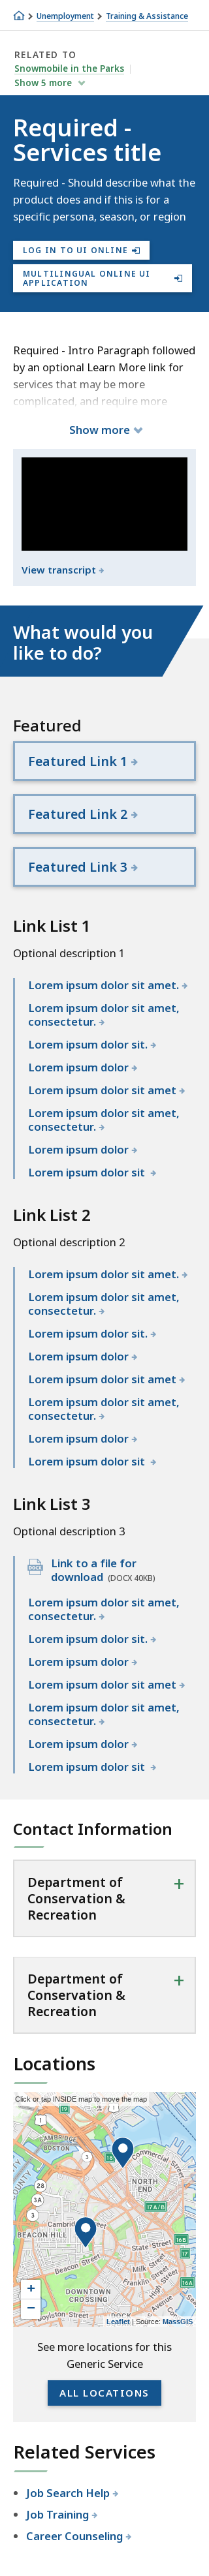 Unemployment Training & Assistance
RELATED TO
Snowmobile in the Parks
Show 5 more
Required -
Services title
Required - Should describe what the
product does and if this is for a
specific persona, season, or region
LOG IN TO UI ONLINE
MULTILINGUAL ONLINE UI
APPLICATION
Required - Intro Paragraph followed
by an optional Learn More link for
services that may be more
complicated, and require more
Show more
View transcript
What would you
like to do?
Featured
Featured Link 1
Featured Link 2
Featured Link 3
Link List 1
Optional description 1
Lorem ipsum dolor sit amet.
Lorem ipsum dolor sit amet,
consectetur.
Lorem ipsum dolor sit.
Lorem ipsum dolor
Lorem ipsum dolor sit amet
Lorem ipsum dolor sit amet,
consectetur.
Lorem ipsum dolor
Lorem ipsum dolor sit
Link List 2
Optional description 2
Lorem ipsum dolor sit amet.
Lorem ipsum dolor sit amet,
consectetur.
Lorem ipsum dolor sit.
Lorem ipsum dolor
Lorem ipsum dolor sit amet
Lorem ipsum dolor sit amet,
consectetur.
Lorem ipsum dolor
Lorem ipsum dolor sit
Link List 3
Optional description 3
DOCX Link to a file for
download (DOCX 40KB)
Lorem ipsum dolor sit amet,
consectetur.
Lorem ipsum dolor sit.
Lorem ipsum dolor
Lorem ipsum dolor sit amet
Lorem ipsum dolor sit amet,
consectetur.
Lorem ipsum dolor
Lorem ipsum dolor sit
Contact Information
Department of +
Conservation &
Recreation
Department of +
Conservation &
Recreation
Locations
Click or tap INSIDE map to move the map
19
1
1
3
NORTH
END
28
3A
17A/B
3
BEACON HILL
16B
17
Beacon Street
State Street
16A
Milk Street
Franklin Street
DOWNTOWN
CROSSING
+
−
Boylston Street
Leaflet | Source: MassGIS
See more locations for this
Generic Service
ALL LOCATIONS
Related Services
Job Search Help
Job Training
Career Counseling